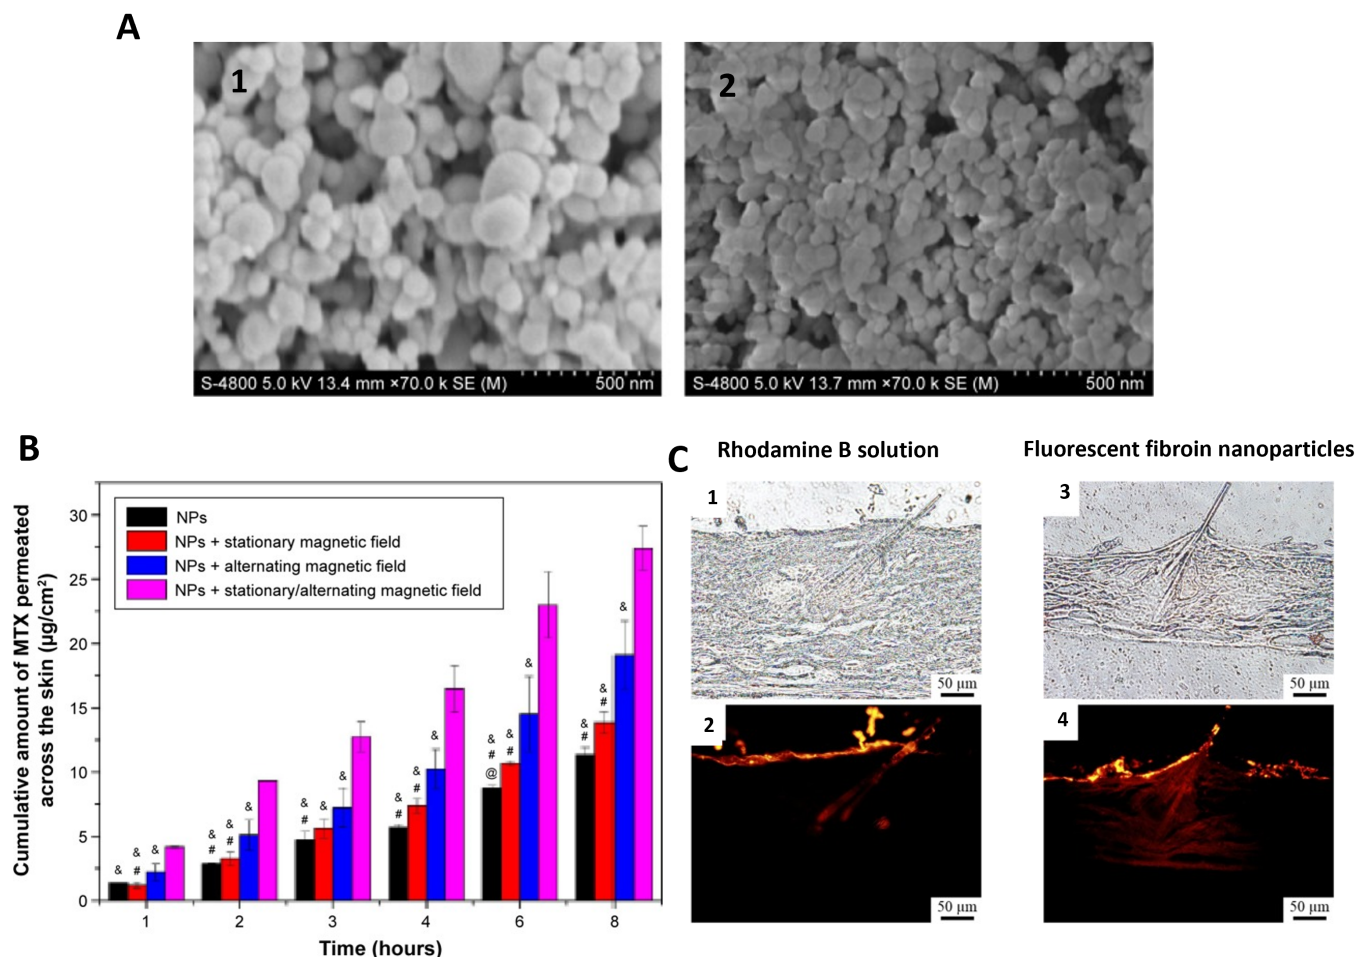 A
1
2
S-4800 5.0 kV 13.4 mm ×70.0 k SE (M)
500 nm
S-4800 5.0 kV 13.7 mm ×70.0 k SE (M)
500 nm
B
Cumulative amount of MTX permeated
across the skin (µg/cm²)
30
25
20
15
10
5
0
NPs
NPs + stationary magnetic field
NPs + alternating magnetic field
NPs + stationary/alternating magnetic field
&
&
#
&
&
#
&
#
&
&
#
&
&
&
#
&
#
&
&
#
@
&
#
&
&
#
&
#
&
1
2
3
4
6
8
Time (hours)
C
Rhodamine B solution
Fluorescent fibroin nanoparticles
1
50 µm
3
50 µm
2
50 µm
4
50 µm